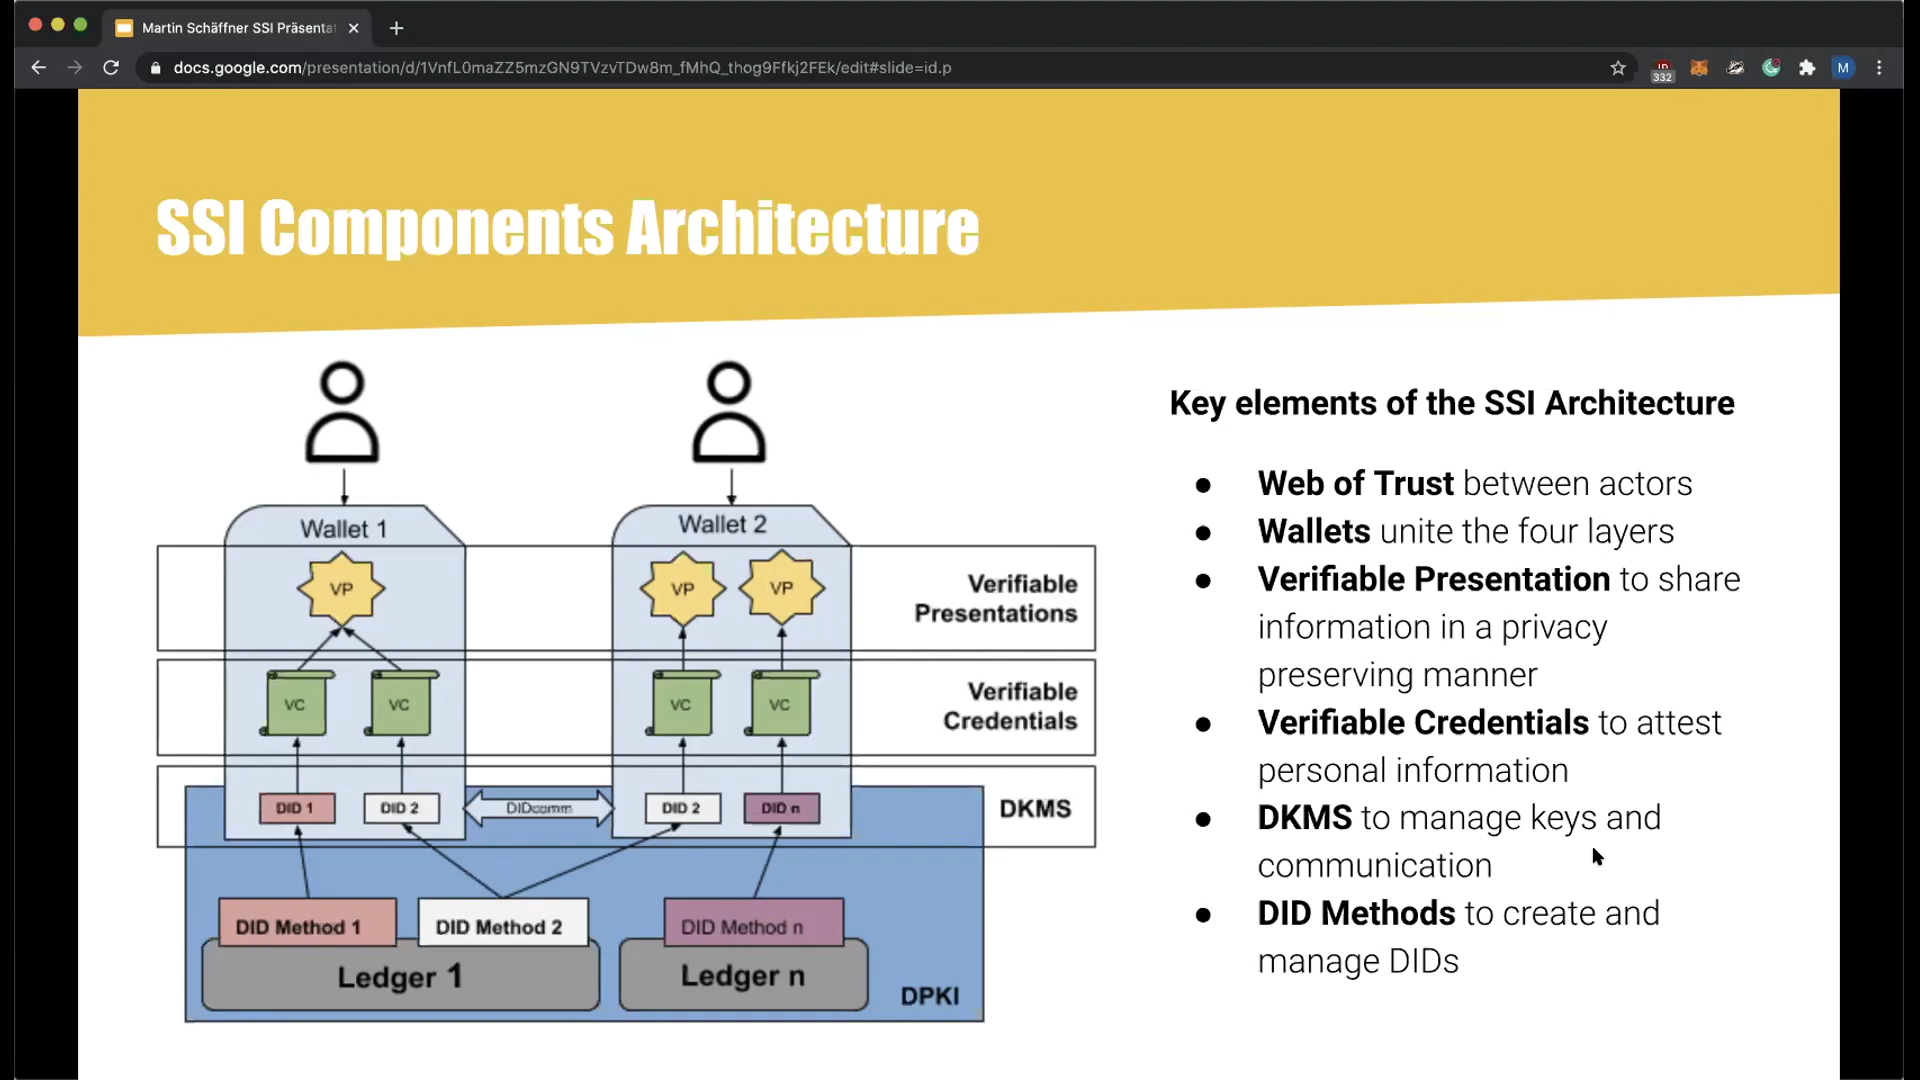 Martin Schäffner SSI Präsenta
docs.google.com/presentation/d/1VnfL0maZZ5mzGN9TVzvTDw8m_fMhQ_thog9Ffkj2FEk/edit#slide=id.p
332
M
SSI Components Architecture
Wallet 1
Wallet 2
VP
VP
VP
Verifiable
Presentations
VC
VC
VC
VC
Verifiable
Credentials
DID 1
DID 2
DIDcomm
DID 2
DID n
DKMS
DID Method 1
DID Method 2
DID Method n
Ledger 1
Ledger n
DPKI
Key elements of the SSI Architecture
● Web of Trust between actors
● Wallets unite the four layers
● Verifiable Presentation to share
information in a privacy
preserving manner
● Verifiable Credentials to attest
personal information
● DKMS to manage keys and
communication
● DID Methods to create and
manage DIDs